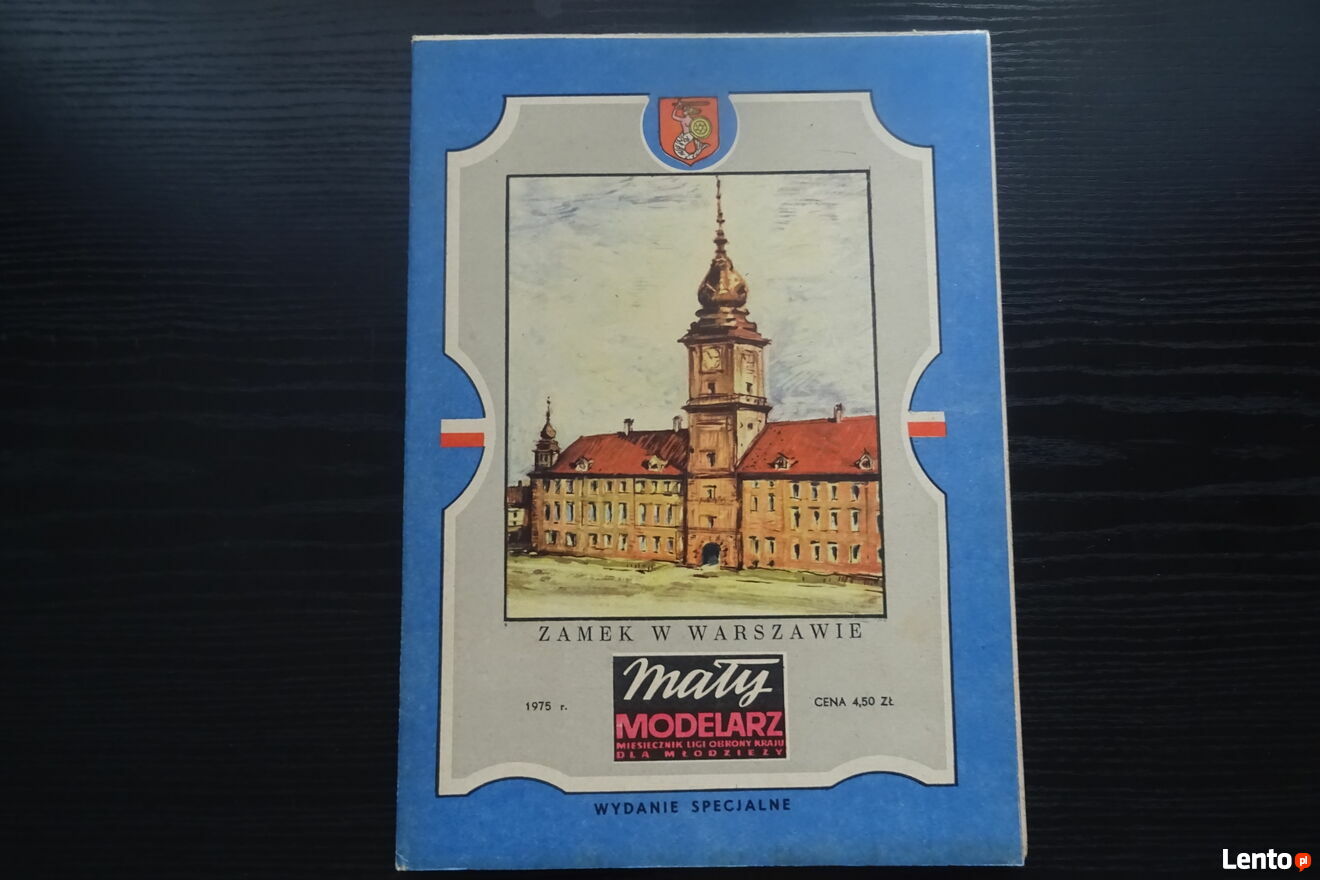 ZAMEK W WARSZAWIE
mały
MODELARZ
MIESIĘCZNIK LIGI OBRONY KRAJU
DLA MŁODZIEŻY
1975 r.
CENA 4,50 ZŁ
WYDANIE SPECJALNE
Lento.pl